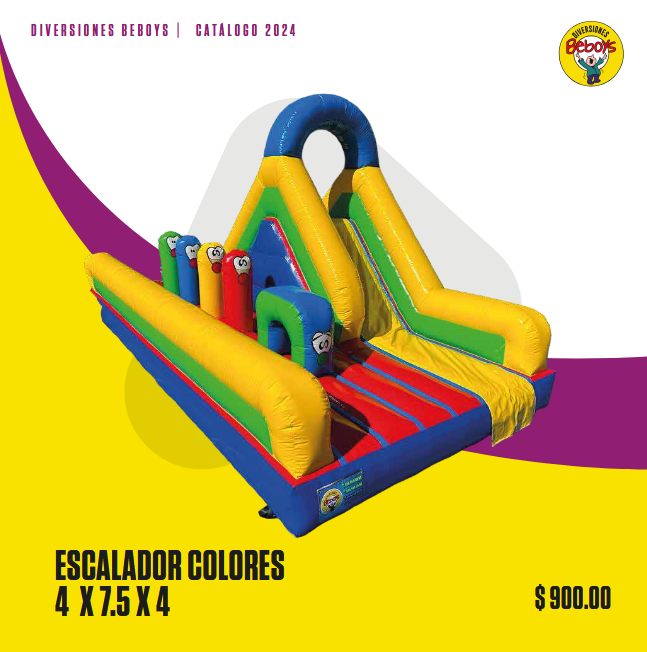 DIVERSIONES BEBOYS | CATÁLOGO 2024
DIVERSIONES
Beboys
ESCALADOR COLORES
4 X 7.5 X 4
$ 900.00